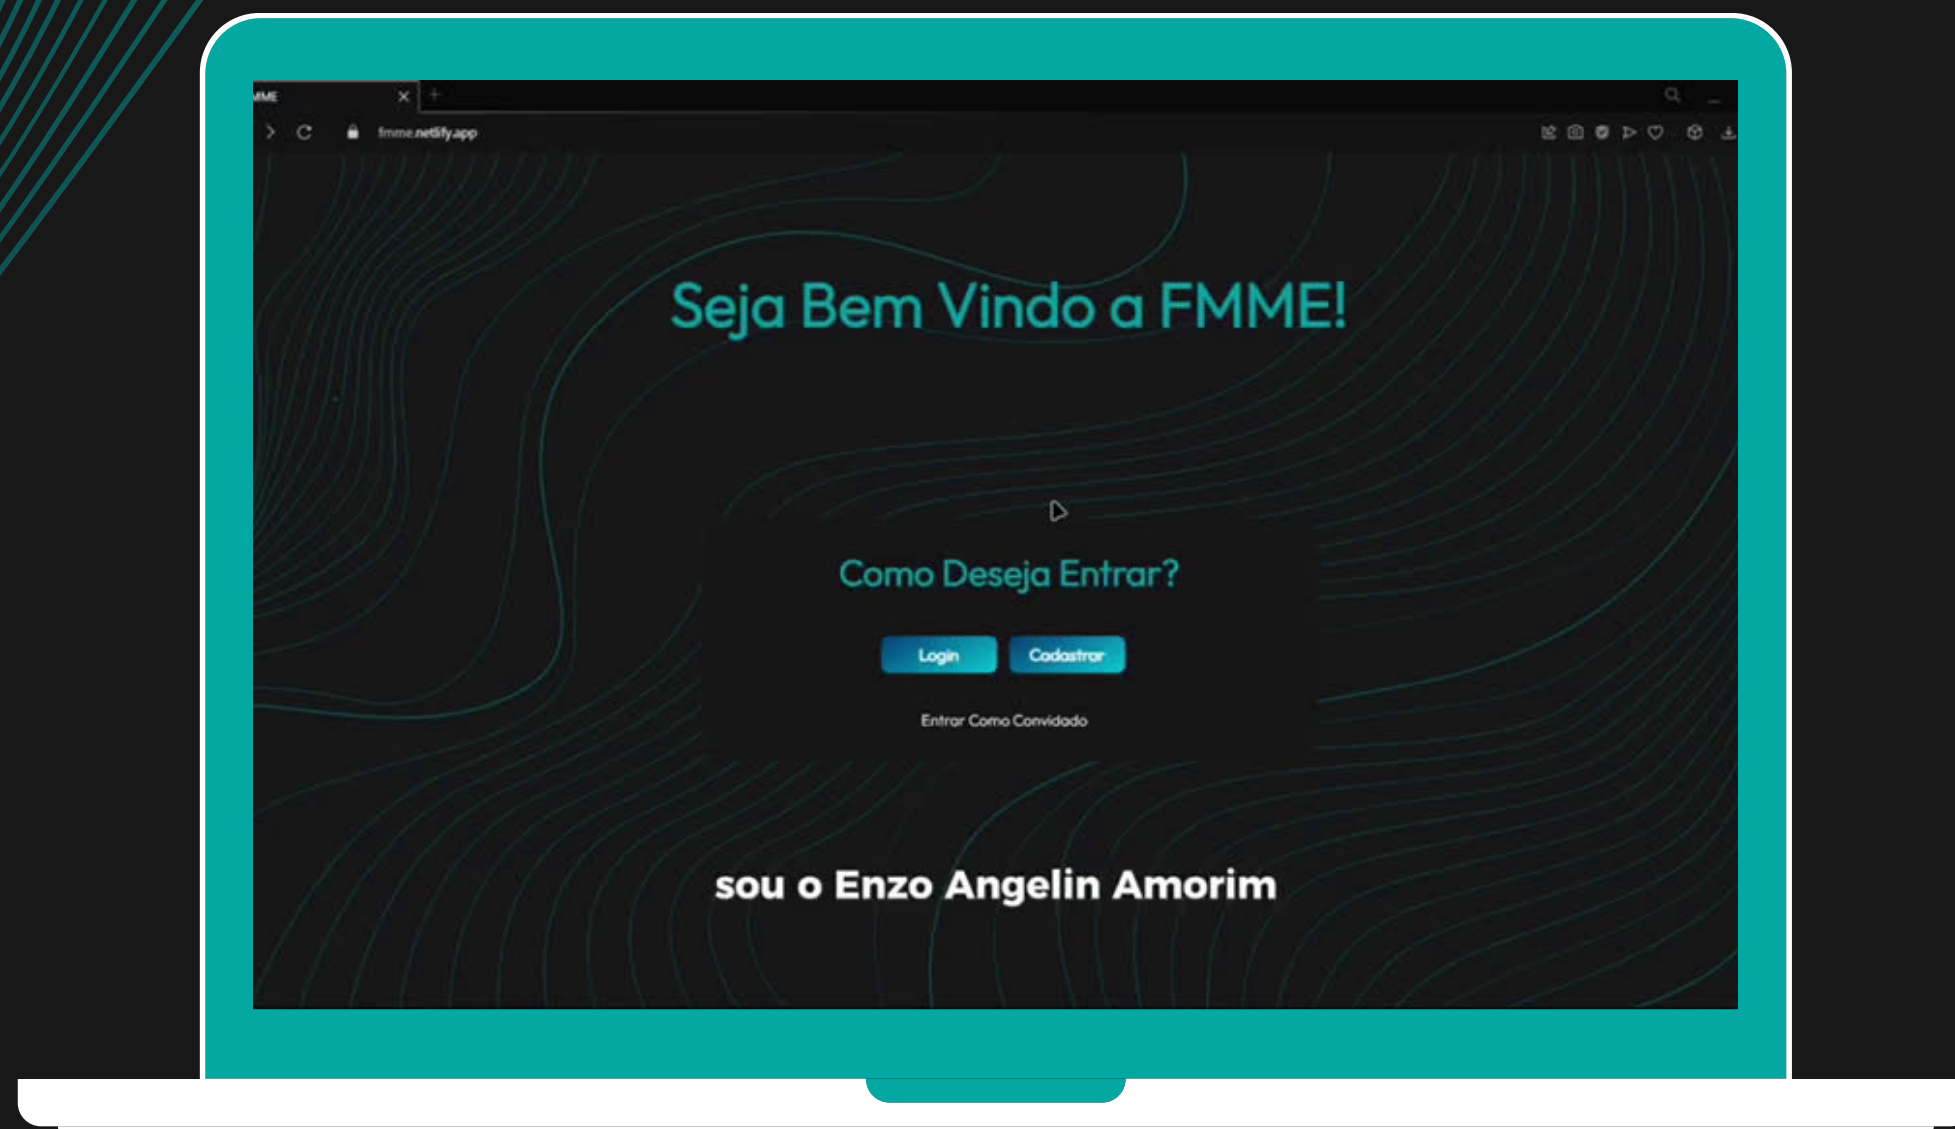 MME
fmme.netlify.app
Seja Bem Vindo a FMME!
Como Deseja Entrar?
Login Cadastrar
Entrar Como Convidado
sou o Enzo Angelin Amorim